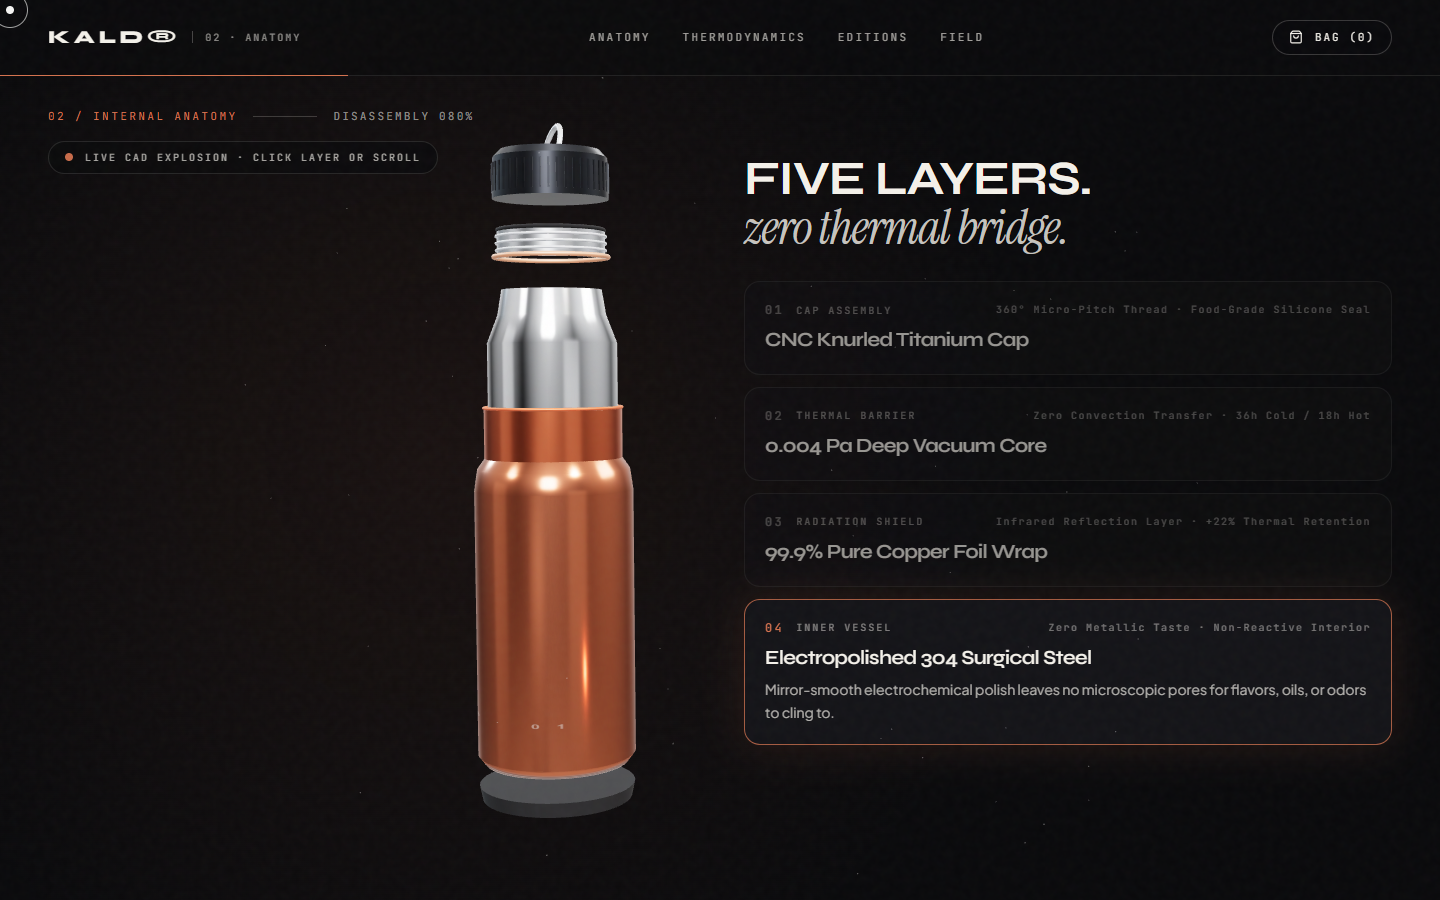 KALD®
02 · ANATOMY
ANATOMY THERMODYNAMICS EDITIONS FIELD
BAG (0)
02 / INTERNAL ANATOMY
DISASSEMBLY 080%
LIVE CAD EXPLOSION · CLICK LAYER OR SCROLL
FIVE LAYERS.
zero thermal bridge.
01 CAP ASSEMBLY
360° Micro-Pitch Thread · Food-Grade Silicone Seal
CNC Knurled Titanium Cap
02 THERMAL BARRIER
Zero Convection Transfer · 36h Cold / 18h Hot
0.004 Pa Deep Vacuum Core
03 RADIATION SHIELD
Infrared Reflection Layer · +22% Thermal Retention
99.9% Pure Copper Foil Wrap
04 INNER VESSEL
Zero Metallic Taste · Non-Reactive Interior
Electropolished 304 Surgical Steel
Mirror-smooth electrochemical polish leaves no microscopic pores for flavors, oils, or odors
to cling to.
0 1